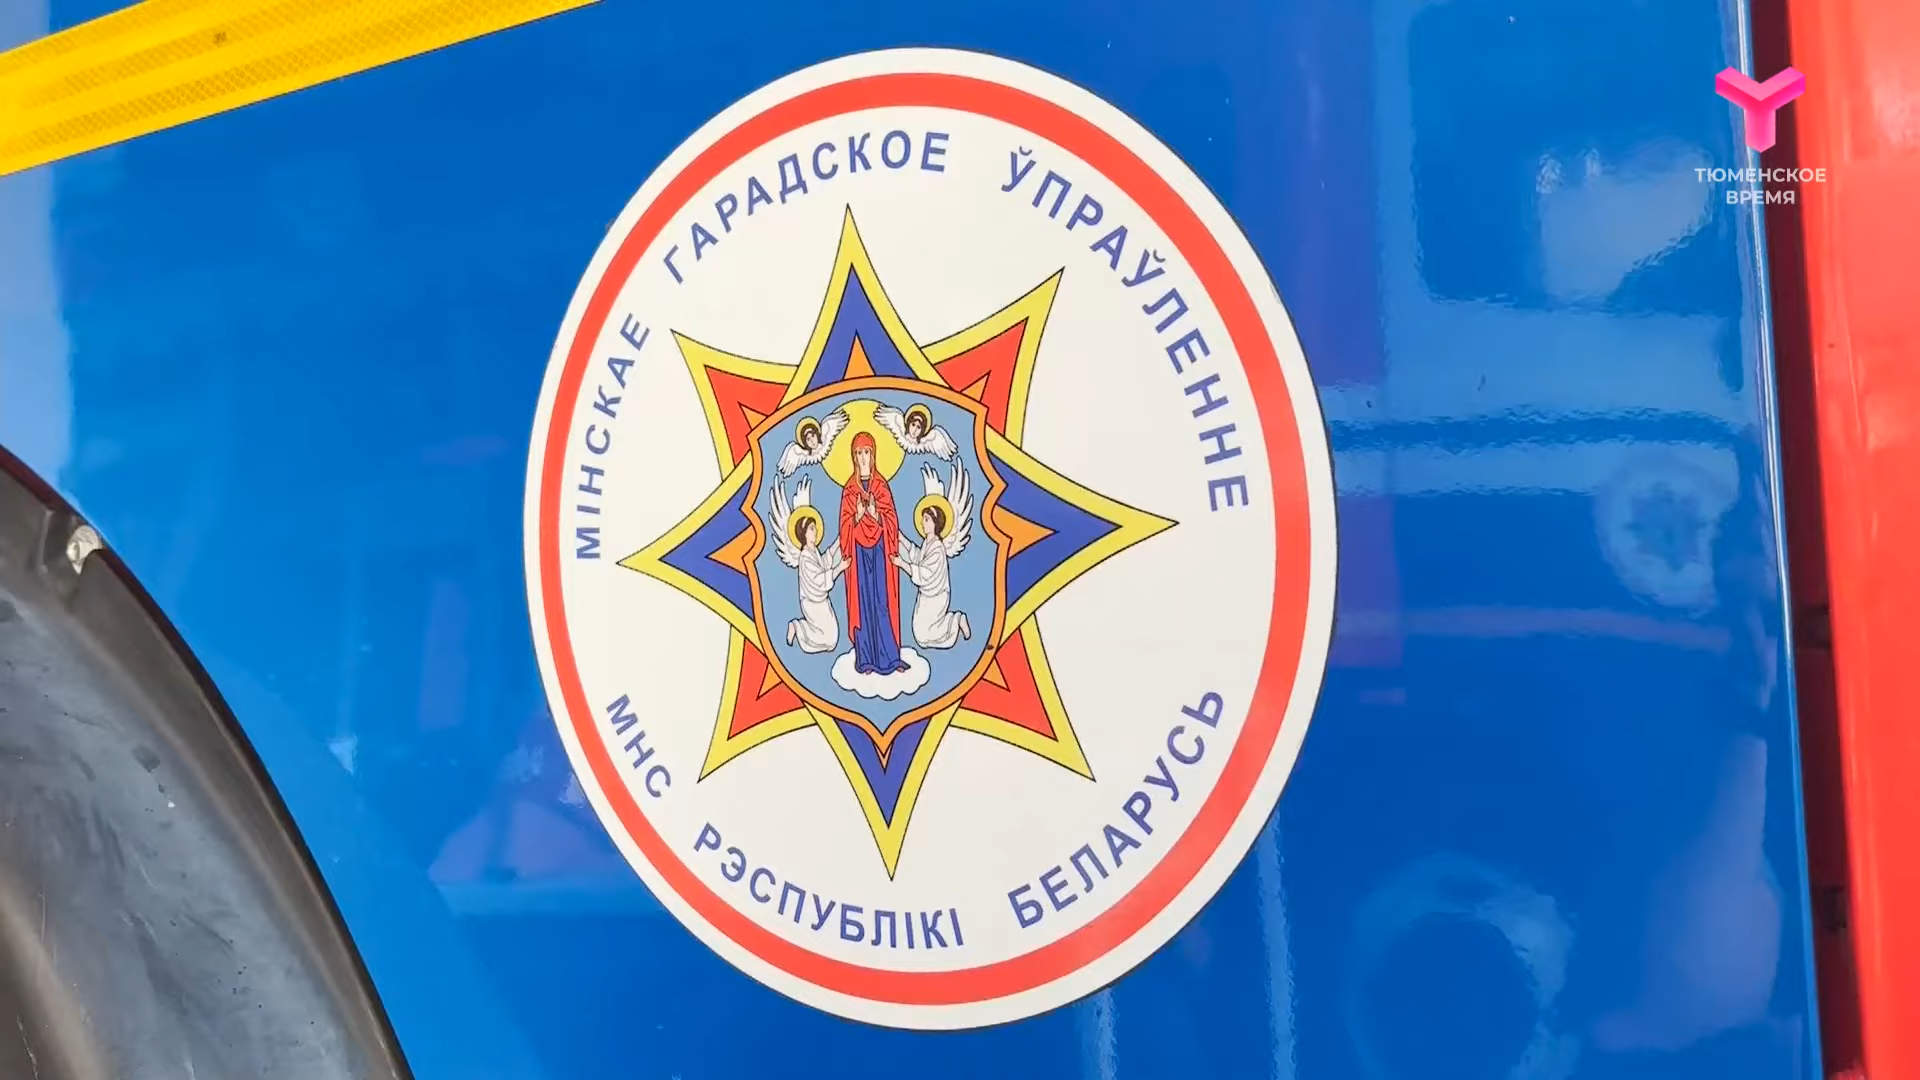 МІНСКАЕ ГАРАДСКОЕ ЎПРАЎЛЕННЕ
МНС РЭСПУБЛІКІ БЕЛАРУСЬ
ТЮМЕНСКОЕ
ВРЕМЯ